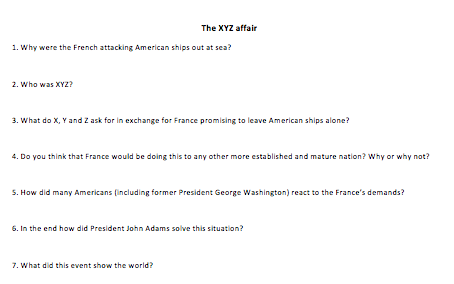 The XYZ affair
1. Why were the French attacking American ships out at sea?
2. Who was XYZ?
3. What do X, Y and Z ask for in exchange for France promising to leave American ships alone?
4. Do you think that France would be doing this to any other more established and mature nation? Why or why not?
5. How did many Americans (including former President George Washington) react to the France's demands?
6. In the end how did President John Adams solve this situation?
7. What did this event show the world?